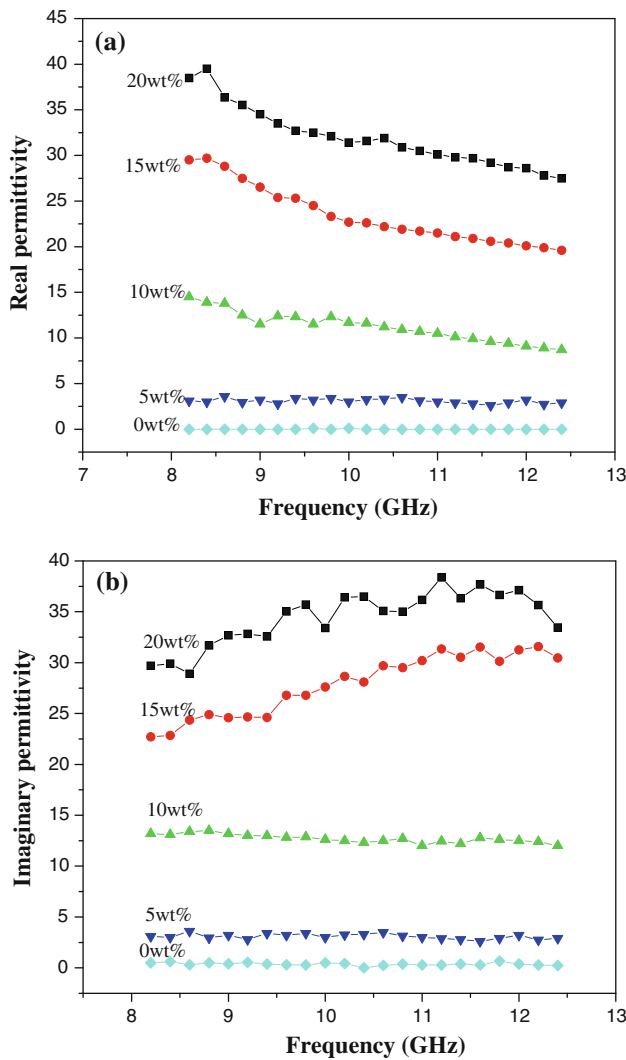 (a)
45
40
35
30
25
20
15
10
5
0
20wt%
15wt%
10wt%
5wt%
0wt%
Real permittivity
7 8 9 10 11 12 13
Frequency (GHz)
(b)
40
35
30
25
20
15
10
5
0
20wt%
15wt%
10wt%
5wt%
0wt%
Imaginary permittivity
8 9 10 11 12 13
Frequency (GHz)